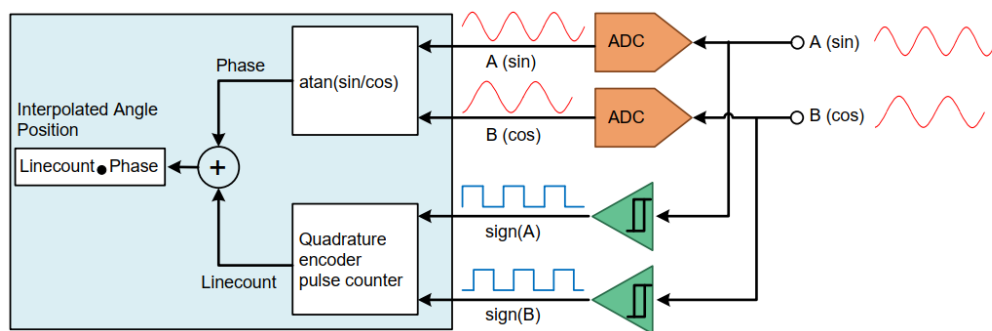 A (sin)
ADC
A (sin)
Phase
atan(sin/cos)
Interpolated Angle
Position
ADC
B (cos)
B (cos)
Linecount●Phase
+
sign(A)
Quadrature
encoder
pulse counter
Linecount
sign(B)